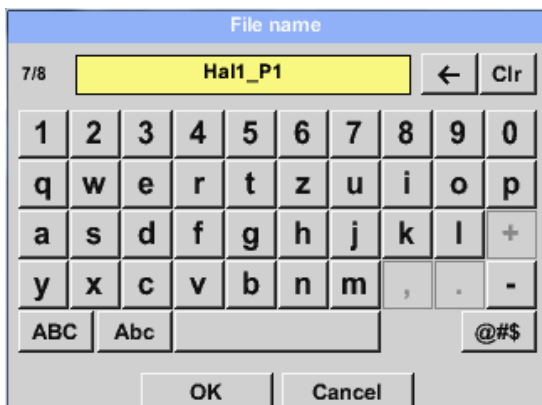 File name
7/8 Hal1_P1 ← Clr
1 2 3 4 5 6 7 8 9 0
q w e r t z u i o p
a s d f g h j k l +
y x c v b n m , . -
ABC Abc @#$
OK Cancel